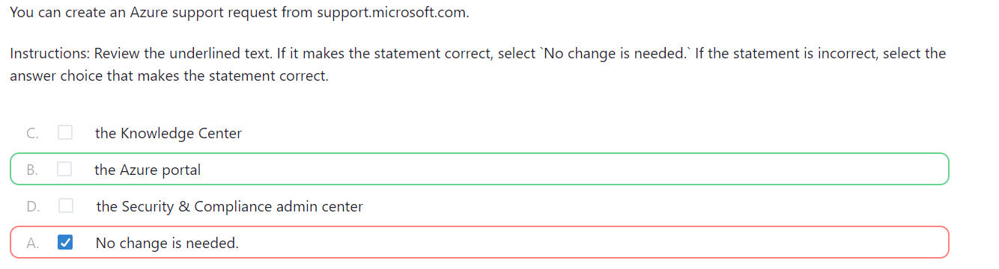 You can create an Azure support request from support.microsoft.com.
Instructions: Review the underlined text. If it makes the statement correct, select `No change is needed.` If the statement is incorrect, select the
answer choice that makes the statement correct.
C. the Knowledge Center
B. the Azure portal
D. the Security & Compliance admin center
A. No change is needed.